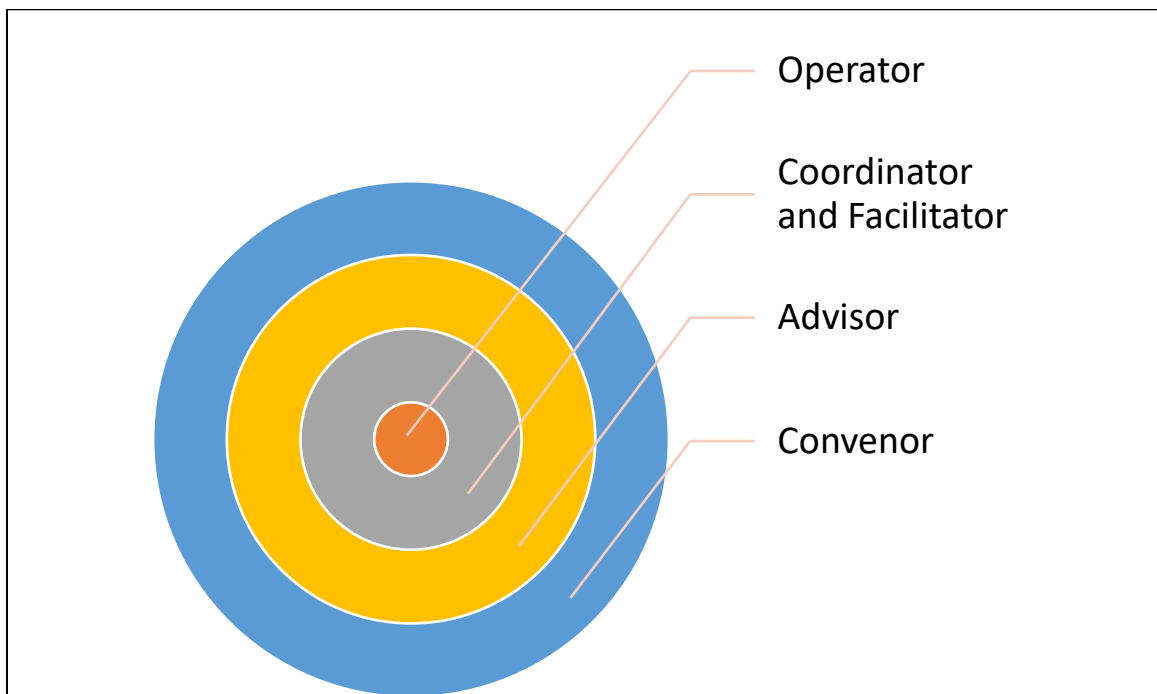 Operator
Coordinator
and Facilitator
Advisor
Convenor